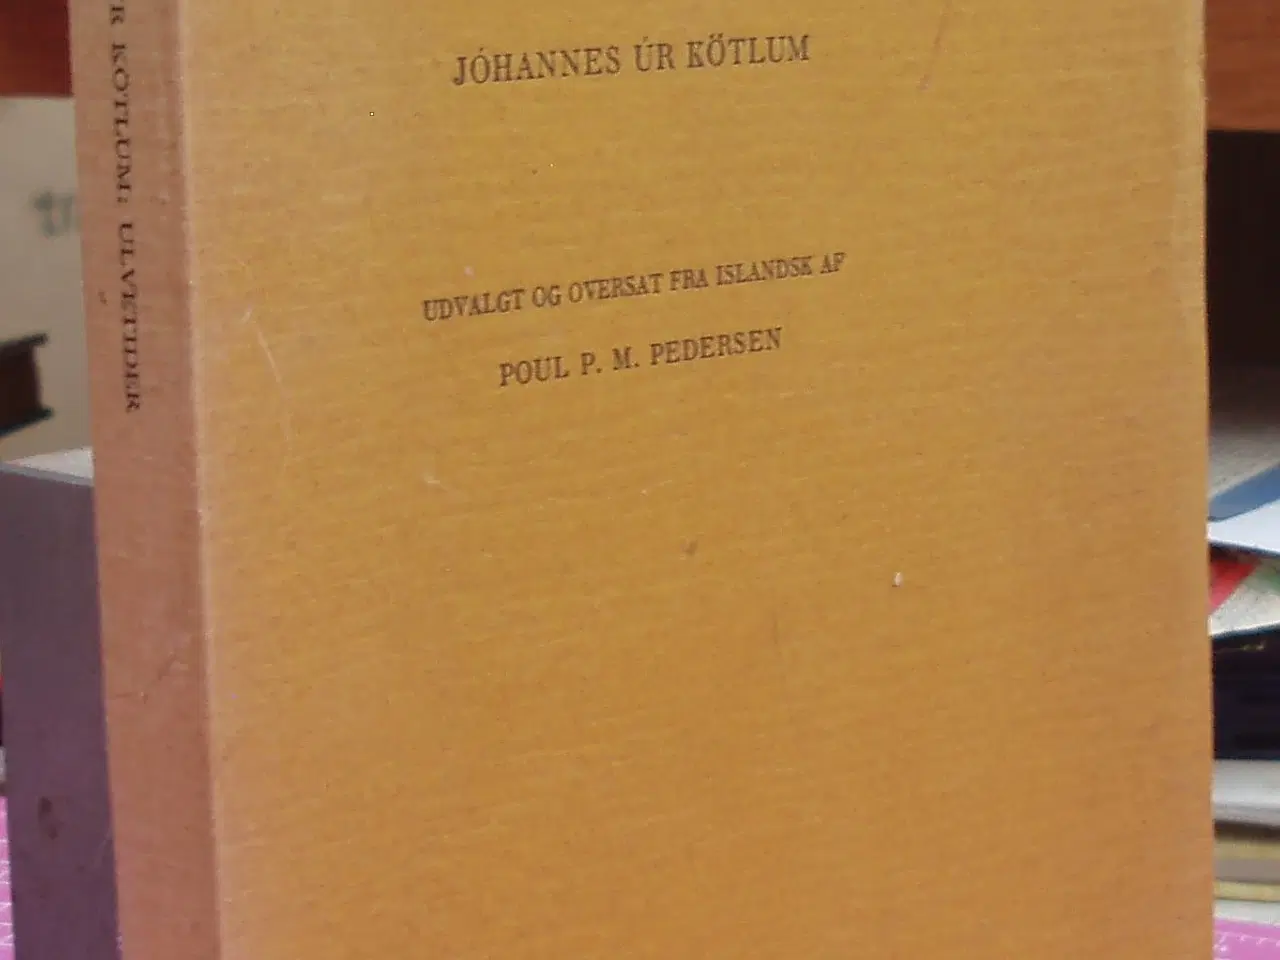 JÓHANNES ÚR KÖTLUM
UDVALGT OG OVERSAT FRA ISLANDSK AF
POUL P. M. PEDERSEN
R KÖTLUM: ULVETIDER